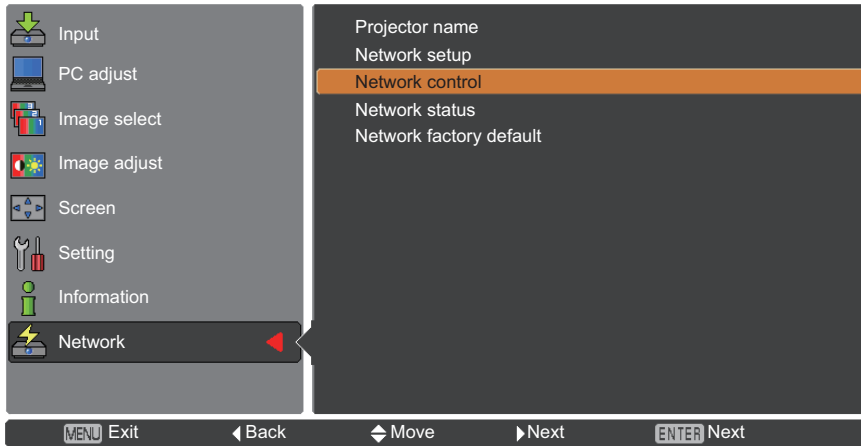 Input
PC adjust
Image select
Image adjust
Screen
Setting
Information
Network
Projector name
Network setup
Network control
Network status
Network factory default
MENU Exit Back Move Next ENTER Next